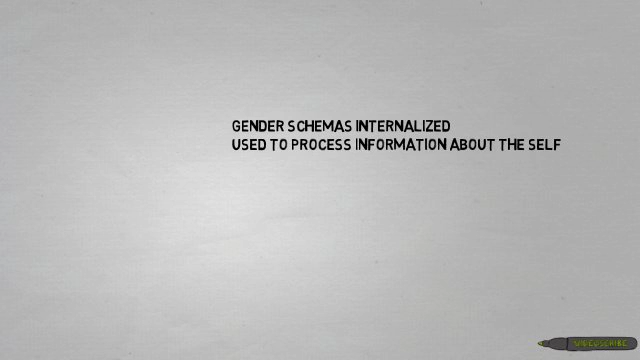 GENDER SCHEMAS INTERNALIZED
USED TO PROCESS INFORMATION ABOUT THE SELF
VIDEOSCRIBE